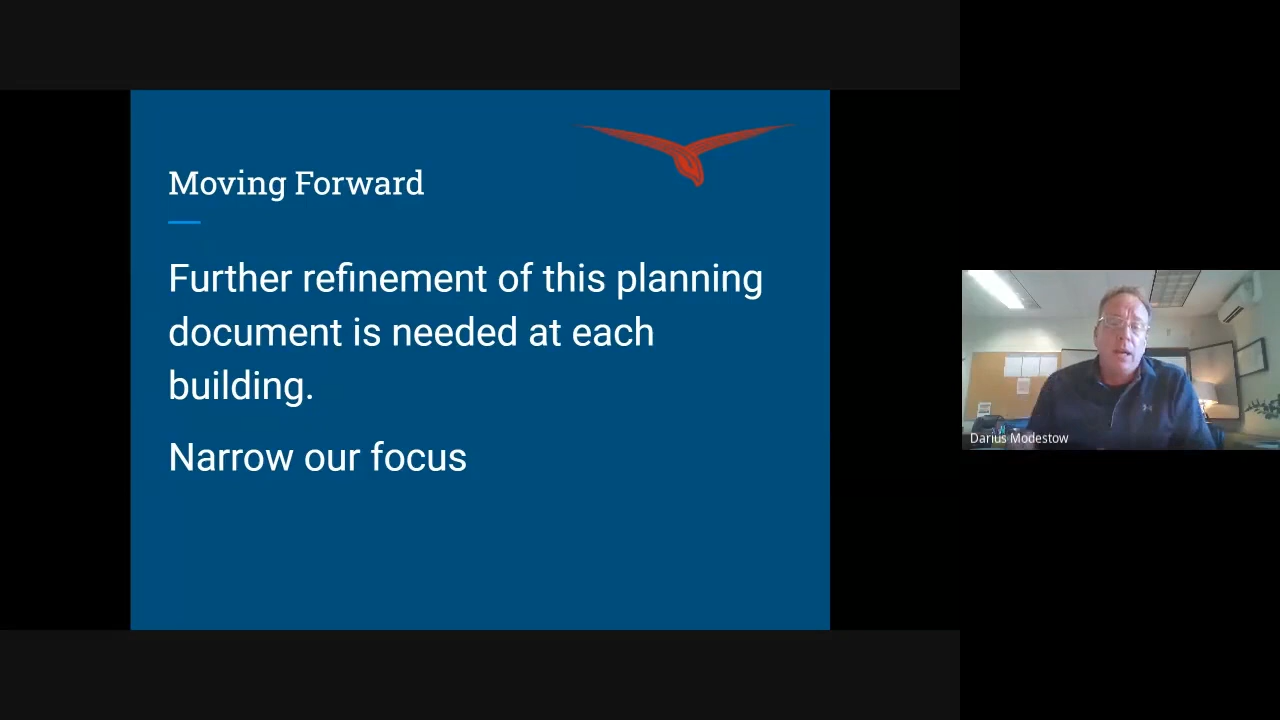 Moving Forward
Further refinement of this planning
document is needed at each
building.
Narrow our focus
Darius Modestow